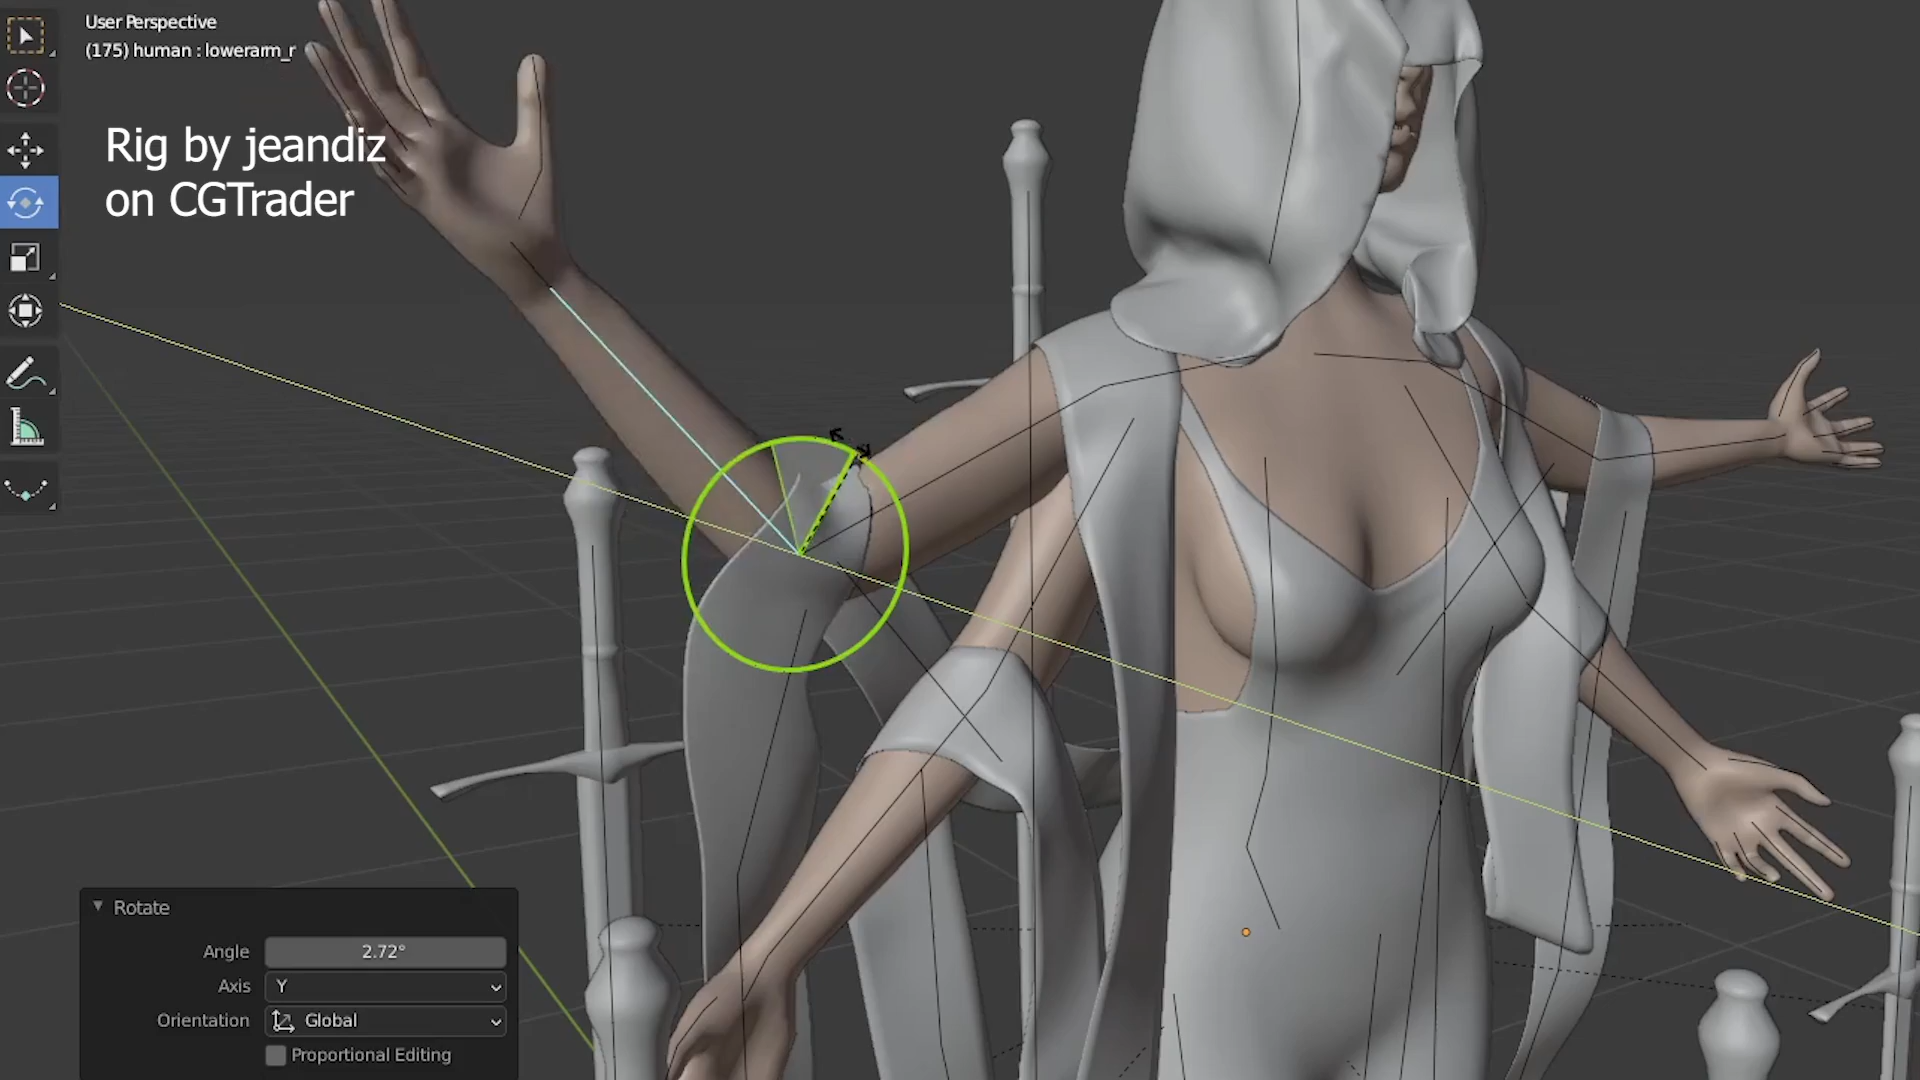 User Perspective
(175) human : lowerarm_r
Rig by jeandiz
on CGTrader
Rotate
Angle 2.72°
Axis Y
Orientation Global
Proportional Editing